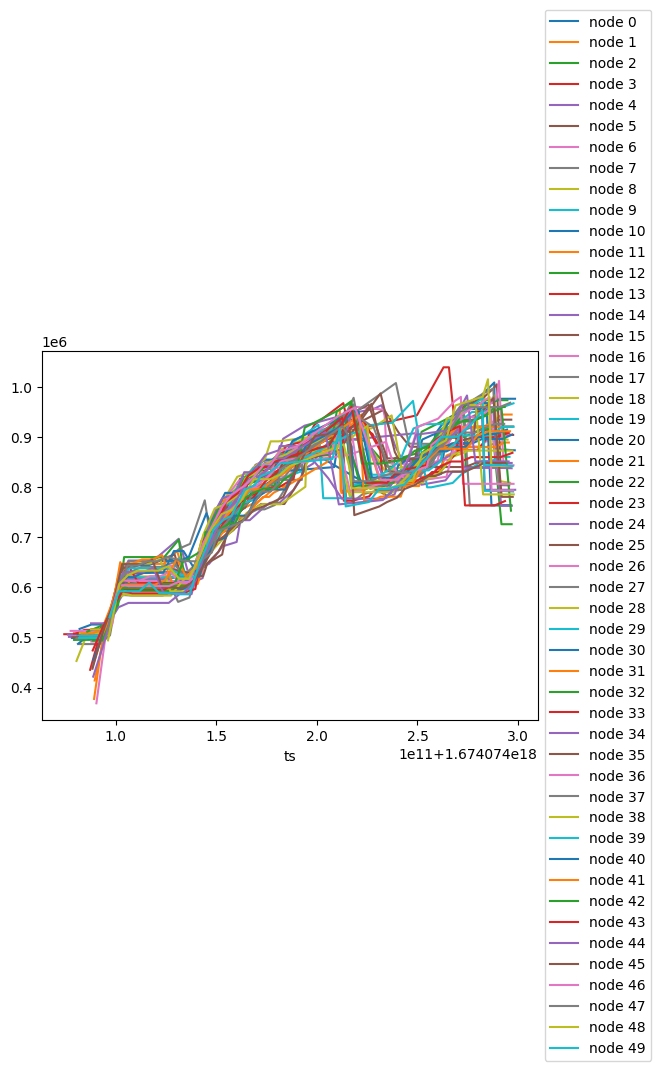 1e6
1.0
0.9
0.8
0.7
0.6
0.5
0.4
1.0 1.5 2.0 2.5 3.0
ts
1e11+1.674074e18
node 0
node 1
node 2
node 3
node 4
node 5
node 6
node 7
node 8
node 9
node 10
node 11
node 12
node 13
node 14
node 15
node 16
node 17
node 18
node 19
node 20
node 21
node 22
node 23
node 24
node 25
node 26
node 27
node 28
node 29
node 30
node 31
node 32
node 33
node 34
node 35
node 36
node 37
node 38
node 39
node 40
node 41
node 42
node 43
node 44
node 45
node 46
node 47
node 48
node 49